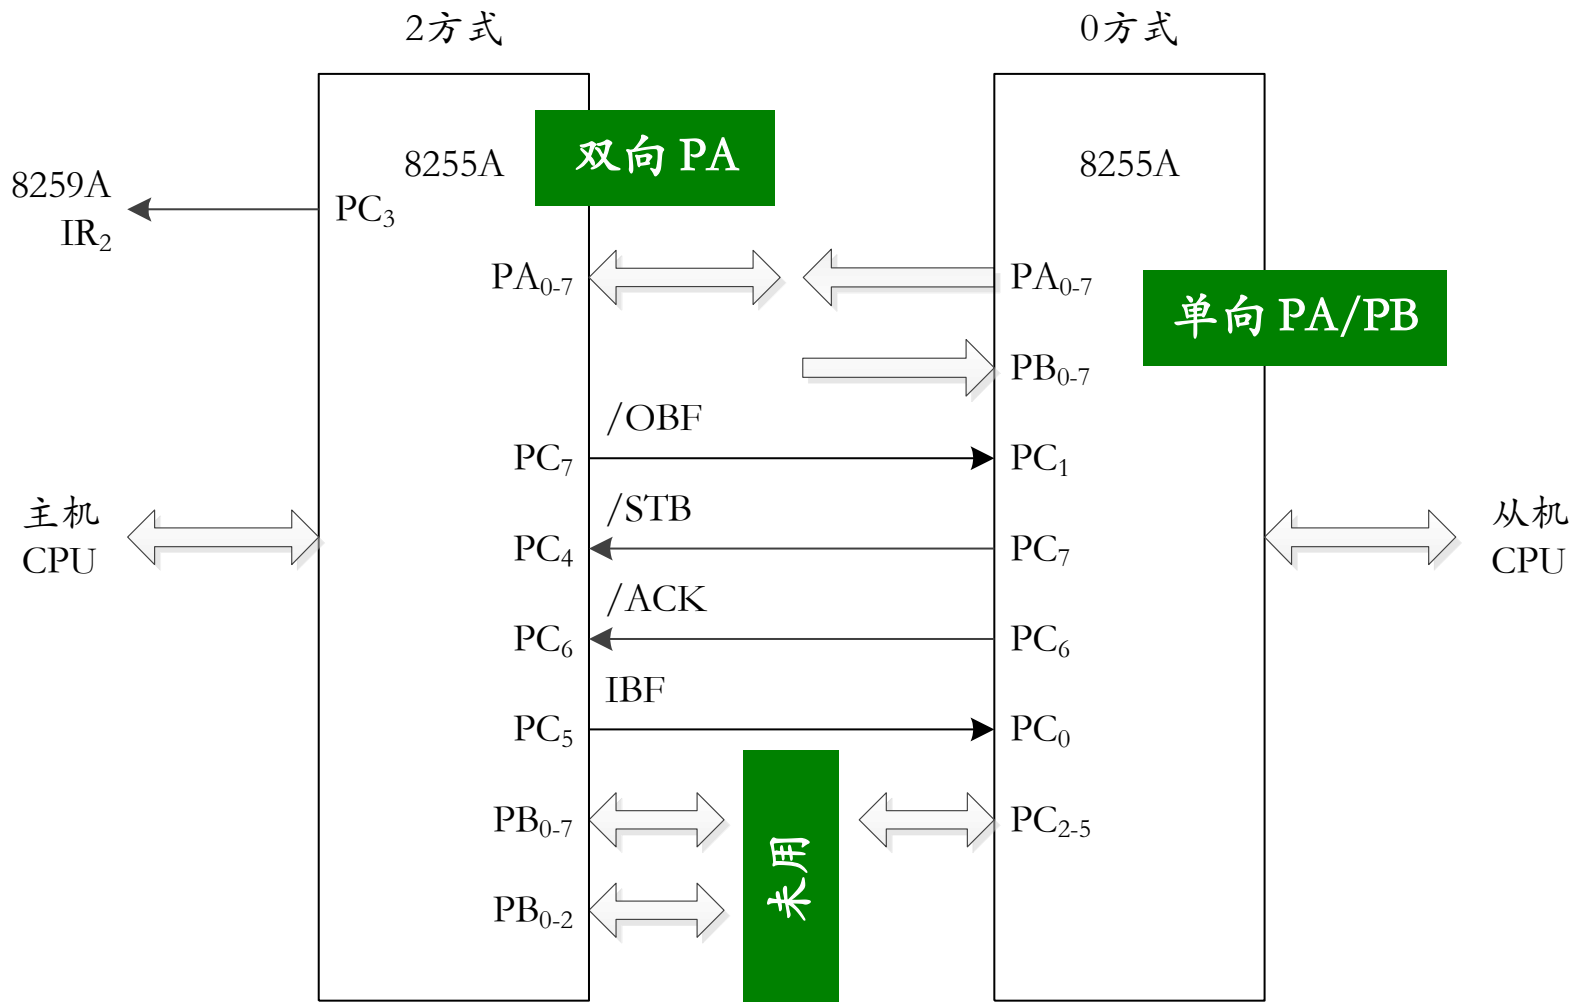 2方式
0方式
8255A
双向 PA
8255A
8259A
IR₂
PC₃
PA₀₋₇
PA₀₋₇
单向 PA/PB
PB₀₋₇
/OBF
PC₇
PC₁
/STB
主机
CPU
PC₄
PC₇
从机
CPU
/ACK
PC₆
PC₆
IBF
PC₅
PC₀
PB₀₋₇
未用
PC₂₋₅
PB₀₋₂